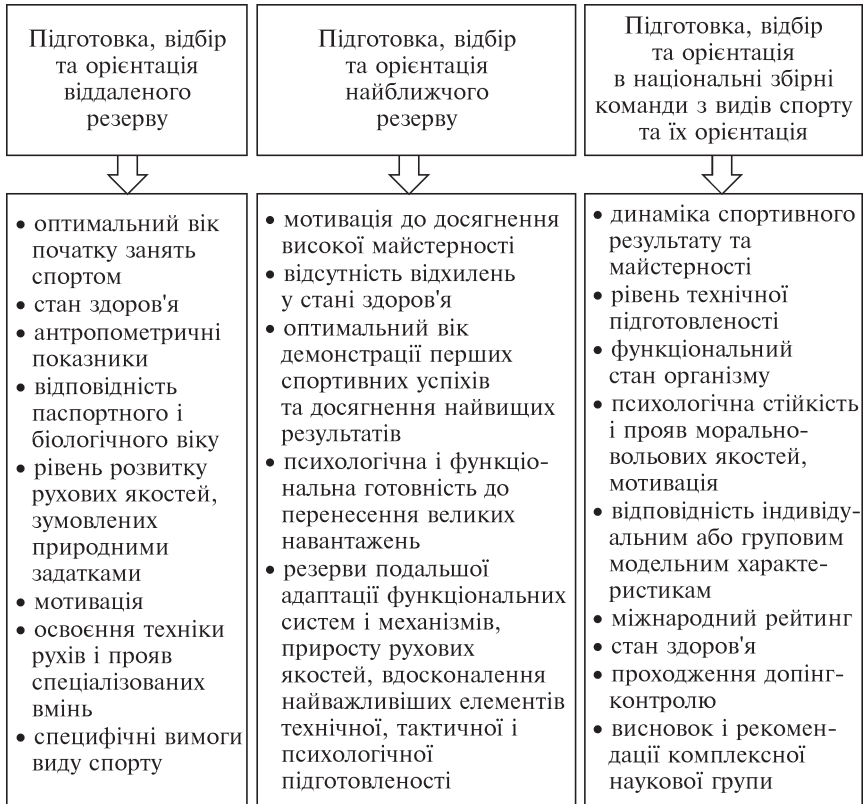 Підготовка, відбір
та орієнтація
віддаленого
резерву
Підготовка, відбір
та орієнтація
найближчого
резерву
Підготовка, відбір
та орієнтація
в національні збірні
команди з видів спорту
та їх орієнтація
• оптимальний вік
початку занять
спортом
• стан здоров'я
• антропометричні
показники
• відповідність
паспортного і
біологічного віку
• рівень розвитку
рухових якостей,
зумовлених
природними
задатками
• мотивація
• освоєння техніки
рухів і прояв
спеціалізованих
вмінь
• специфічні вимоги
виду спорту
• мотивація до досягнення
високої майстерності
• відсутність відхилень
у стані здоров'я
• оптимальний вік
демонстрації перших
спортивних успіхів
та досягнення найвищих
результатів
• психологічна і функціо-
нальна готовність до
перенесення великих
навантажень
• резерви подальшої
адаптації функціональних
систем і механізмів,
приросту рухових
якостей, вдосконалення
найважливіших елементів
технічної, тактичної і
психологічної
підготовленості
• динаміка спортивного
результату та
майстерності
• рівень технічної
підготовленості
• функціональний
стан організму
• психологічна стійкість
і прояв морально-
вольових якостей,
мотивація
• відповідність індивіду-
альним або груповим
модельним характе-
ристикам
• міжнародний рейтинг
• стан здоров'я
• проходження допінг-
контролю
• висновок і рекомен-
дації комплексної
наукової групи